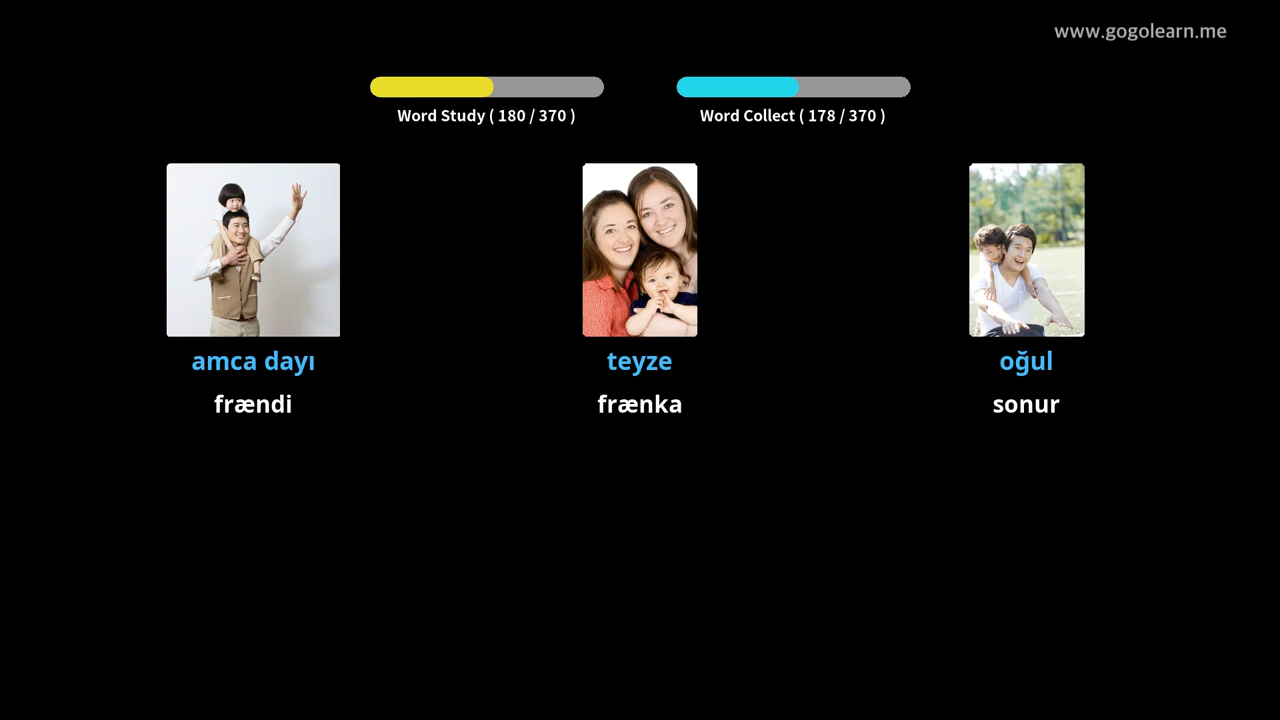 www.gogolearn.me
Word Study ( 180 / 370 )
Word Collect ( 178 / 370 )
amca dayı
teyze
oğul
frændi
frænka
sonur